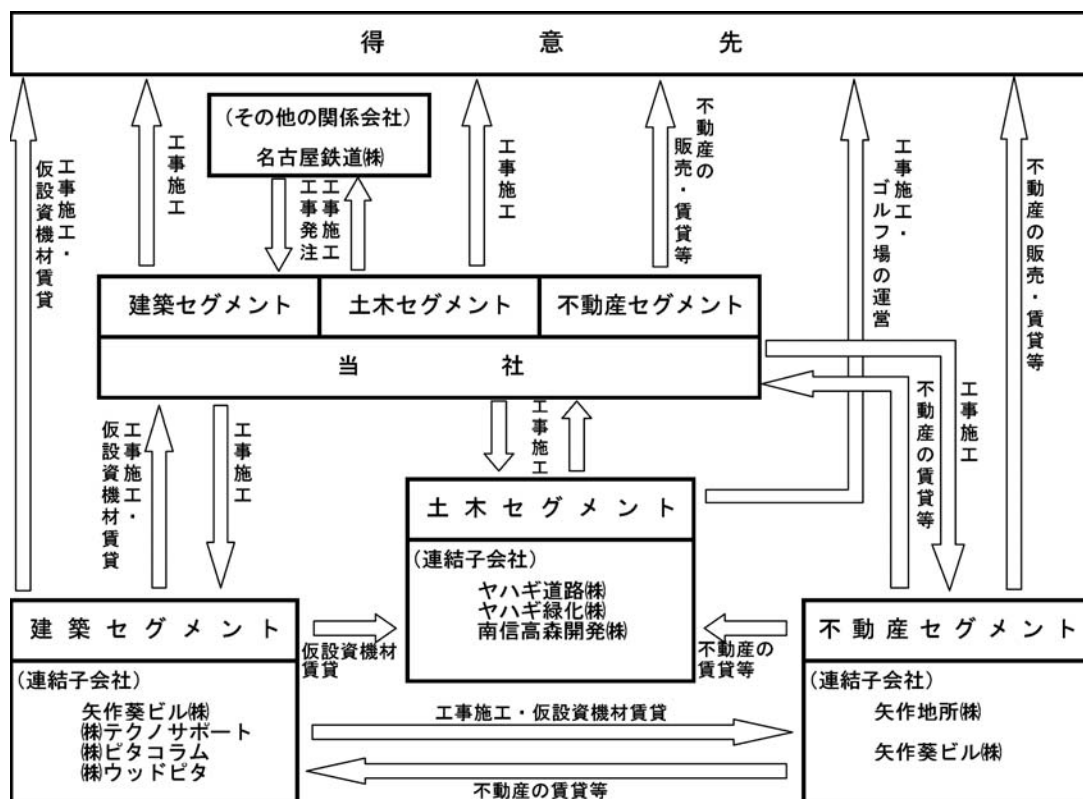 得意先
工事施工・
仮設資機材賃貸
工事施工
(その他の関係会社)
名古屋鉄道㈱
工事発注
工事施工
工事施工
不動産の
販売・賃貸等
工事施工・
ゴルフ場の運営
不動産の販売・賃貸等
建築セグメント
土木セグメント
不動産セグメント
当社
工事施工・
仮設資機材賃貸
工事施工
工事施工
不動産の賃貸等
工事施工
土木セグメント
(連結子会社)
ヤハギ道路㈱
ヤハギ緑化㈱
南信高森開発㈱
建築セグメント
(連結子会社)
矢作葵ビル㈱
㈱テクノサポート
㈱ピタコラム
㈱ウッドピタ
仮設資機材
賃貸
不動産の
賃貸等
不動産セグメント
(連結子会社)
矢作地所㈱
矢作葵ビル㈱
工事施工・仮設資機材賃貸
不動産の賃貸等